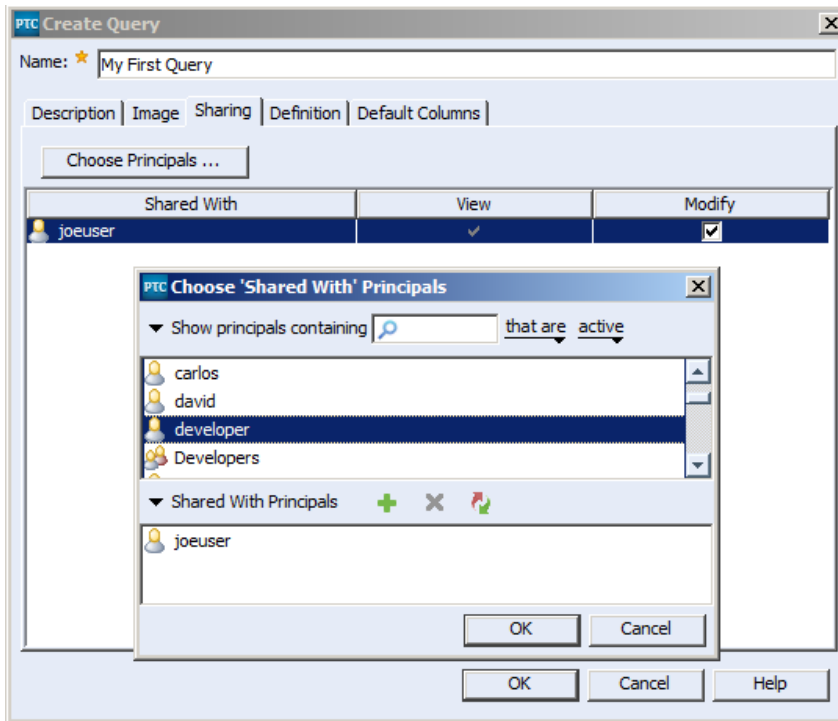 PTC Create Query
Name: My First Query
Description Image Sharing Definition Default Columns
Choose Principals ...
Shared With View Modify
joeuser
PTC Choose 'Shared With' Principals
Show principals containing that are active
carlos
david
developer
Developers
Shared With Principals
joeuser
OK Cancel
OK Cancel Help